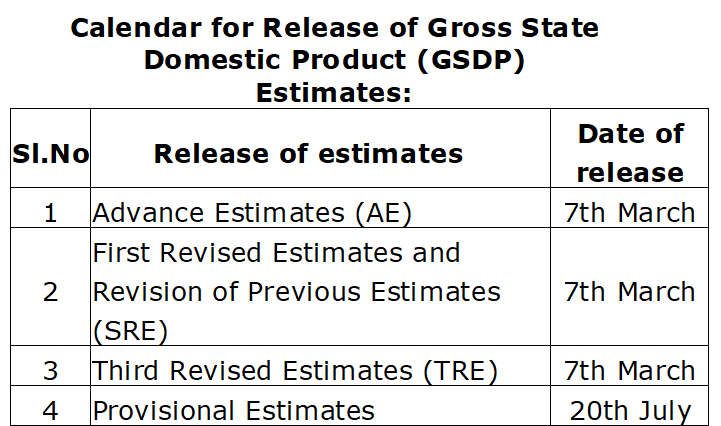 Calendar for Release of Gross State
Domestic Product (GSDP)
Estimates:
Sl.No Release of estimates Date of release
1 Advance Estimates (AE) 7th March
2 First Revised Estimates and
Revision of Previous Estimates
(SRE) 7th March
3 Third Revised Estimates (TRE) 7th March
4 Provisional Estimates 20th July